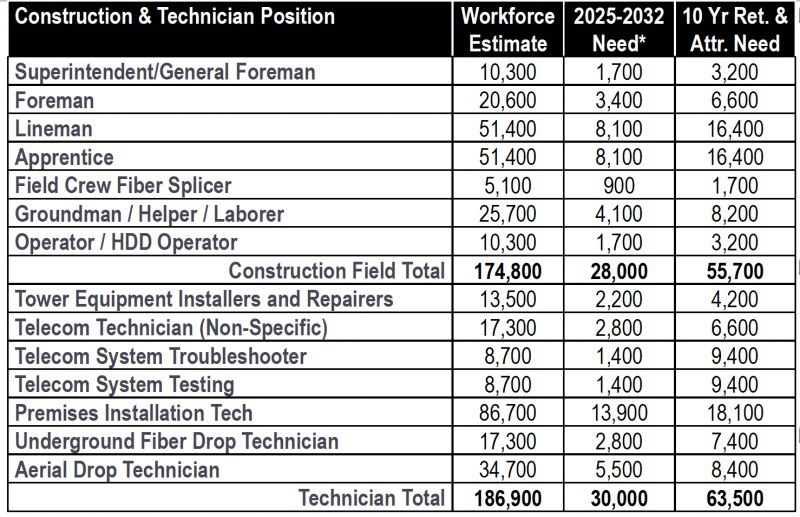 Construction & Technician Position Workforce Estimate 2025-2032 Need* 10 Yr Ret. & Attr. Need
Superintendent/General Foreman 10,300 1,700 3,200
Foreman 20,600 3,400 6,600
Lineman 51,400 8,100 16,400
Apprentice 51,400 8,100 16,400
Field Crew Fiber Splicer 5,100 900 1,700
Groundman / Helper / Laborer 25,700 4,100 8,200
Operator / HDD Operator 10,300 1,700 3,200
Construction Field Total 174,800 28,000 55,700
Tower Equipment Installers and Repairers 13,500 2,200 4,200
Telecom Technician (Non-Specific) 17,300 2,800 6,600
Telecom System Troubleshooter 8,700 1,400 9,400
Telecom System Testing 8,700 1,400 9,400
Premises Installation Tech 86,700 13,900 18,100
Underground Fiber Drop Technician 17,300 2,800 7,400
Aerial Drop Technician 34,700 5,500 8,400
Technician Total 186,900 30,000 63,500